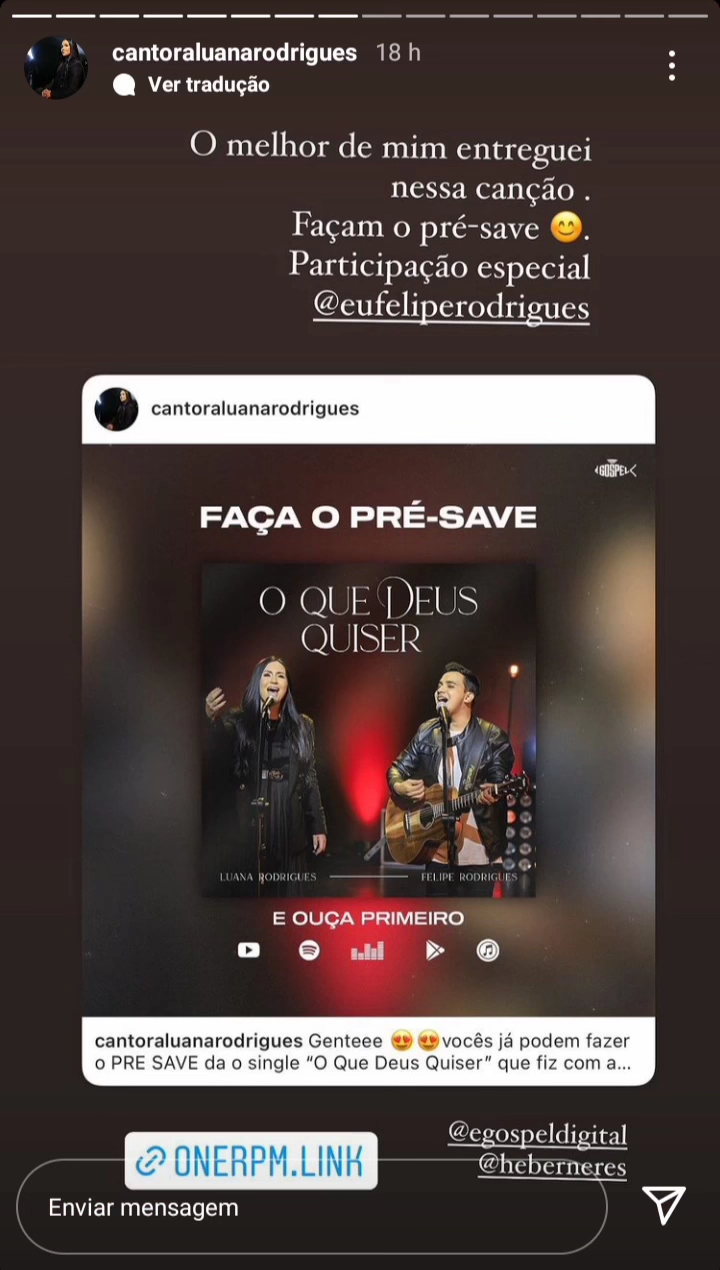 cantoraluanarodrigues 18 h
Ver tradução
O melhor de mim entreguei
nessa canção .
Façam o pré-save 😊.
Participação especial
@eufeliperodrigues
cantoraluanarodrigues
GOSPEL
FAÇA O PRÉ-SAVE
O QUE DEUS
QUISER
LUANA RODRIGUES
FELIPE RODRIGUES
E OUÇA PRIMEIRO
cantoraluanarodrigues Genteee 😍😍vocês já podem fazer
o PRE SAVE da o single “O Que Deus Quiser” que fiz com a...
@egospeldigital
@heberneres
ONERPM.LINK
Enviar mensagem